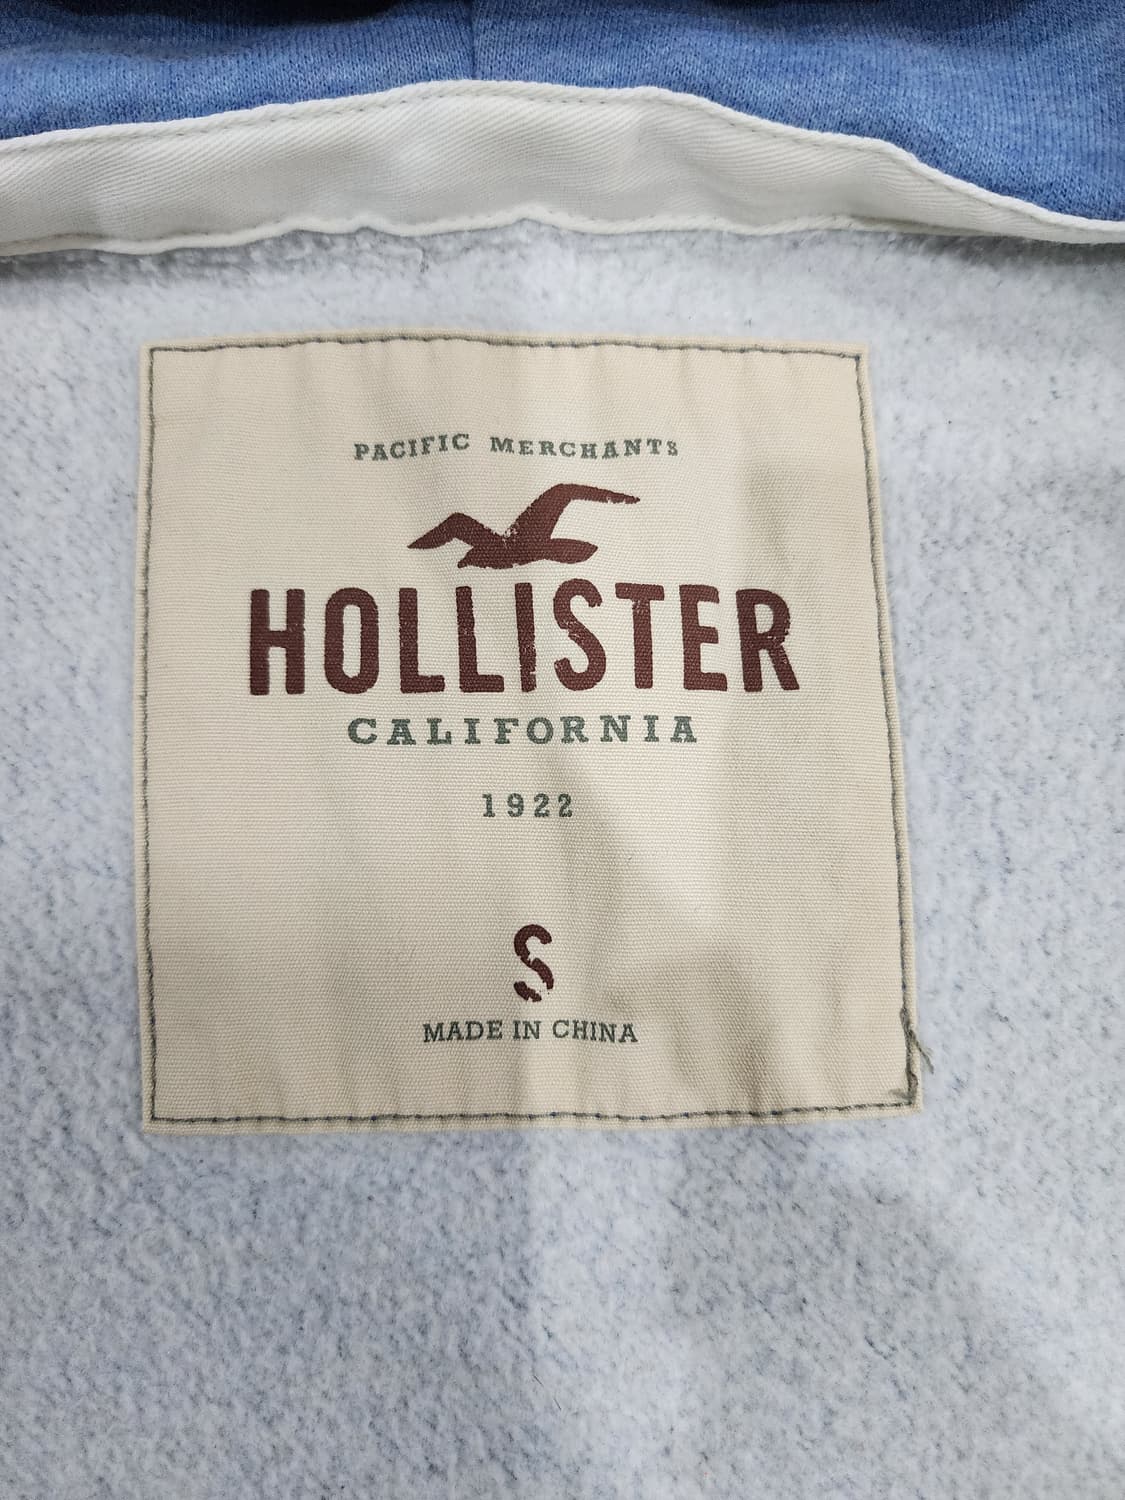 PACIFIC MERCHANTS
HOLLISTER
CALIFORNIA
1922
S
MADE IN CHINA